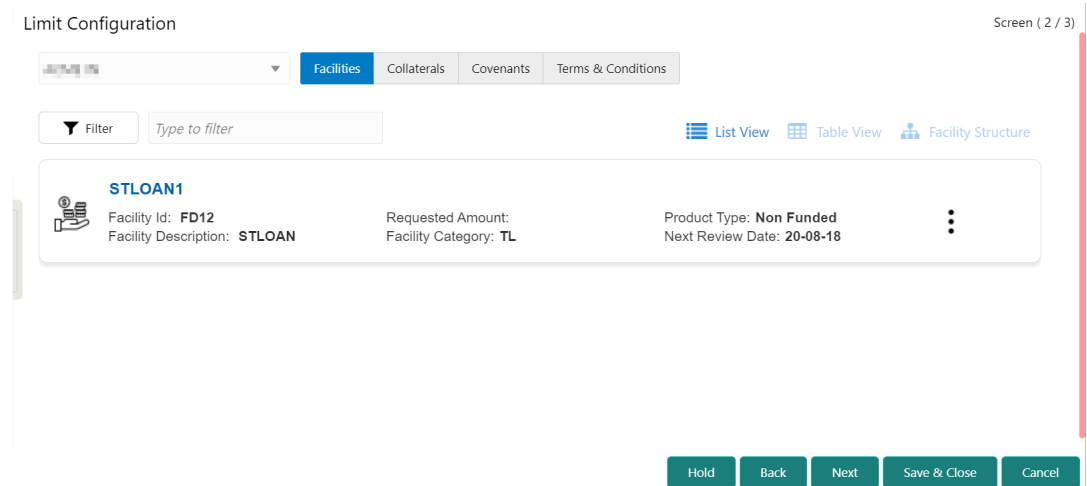 Limit Configuration
Screen ( 2 / 3)
Facilities Collaterals Covenants Terms & Conditions
Filter Type to filter List View Table View Facility Structure
STLOAN1
Facility Id: FD12 Requested Amount: Product Type: Non Funded
Facility Description: STLOAN Facility Category: TL Next Review Date: 20-08-18
Hold Back Next Save & Close Cancel